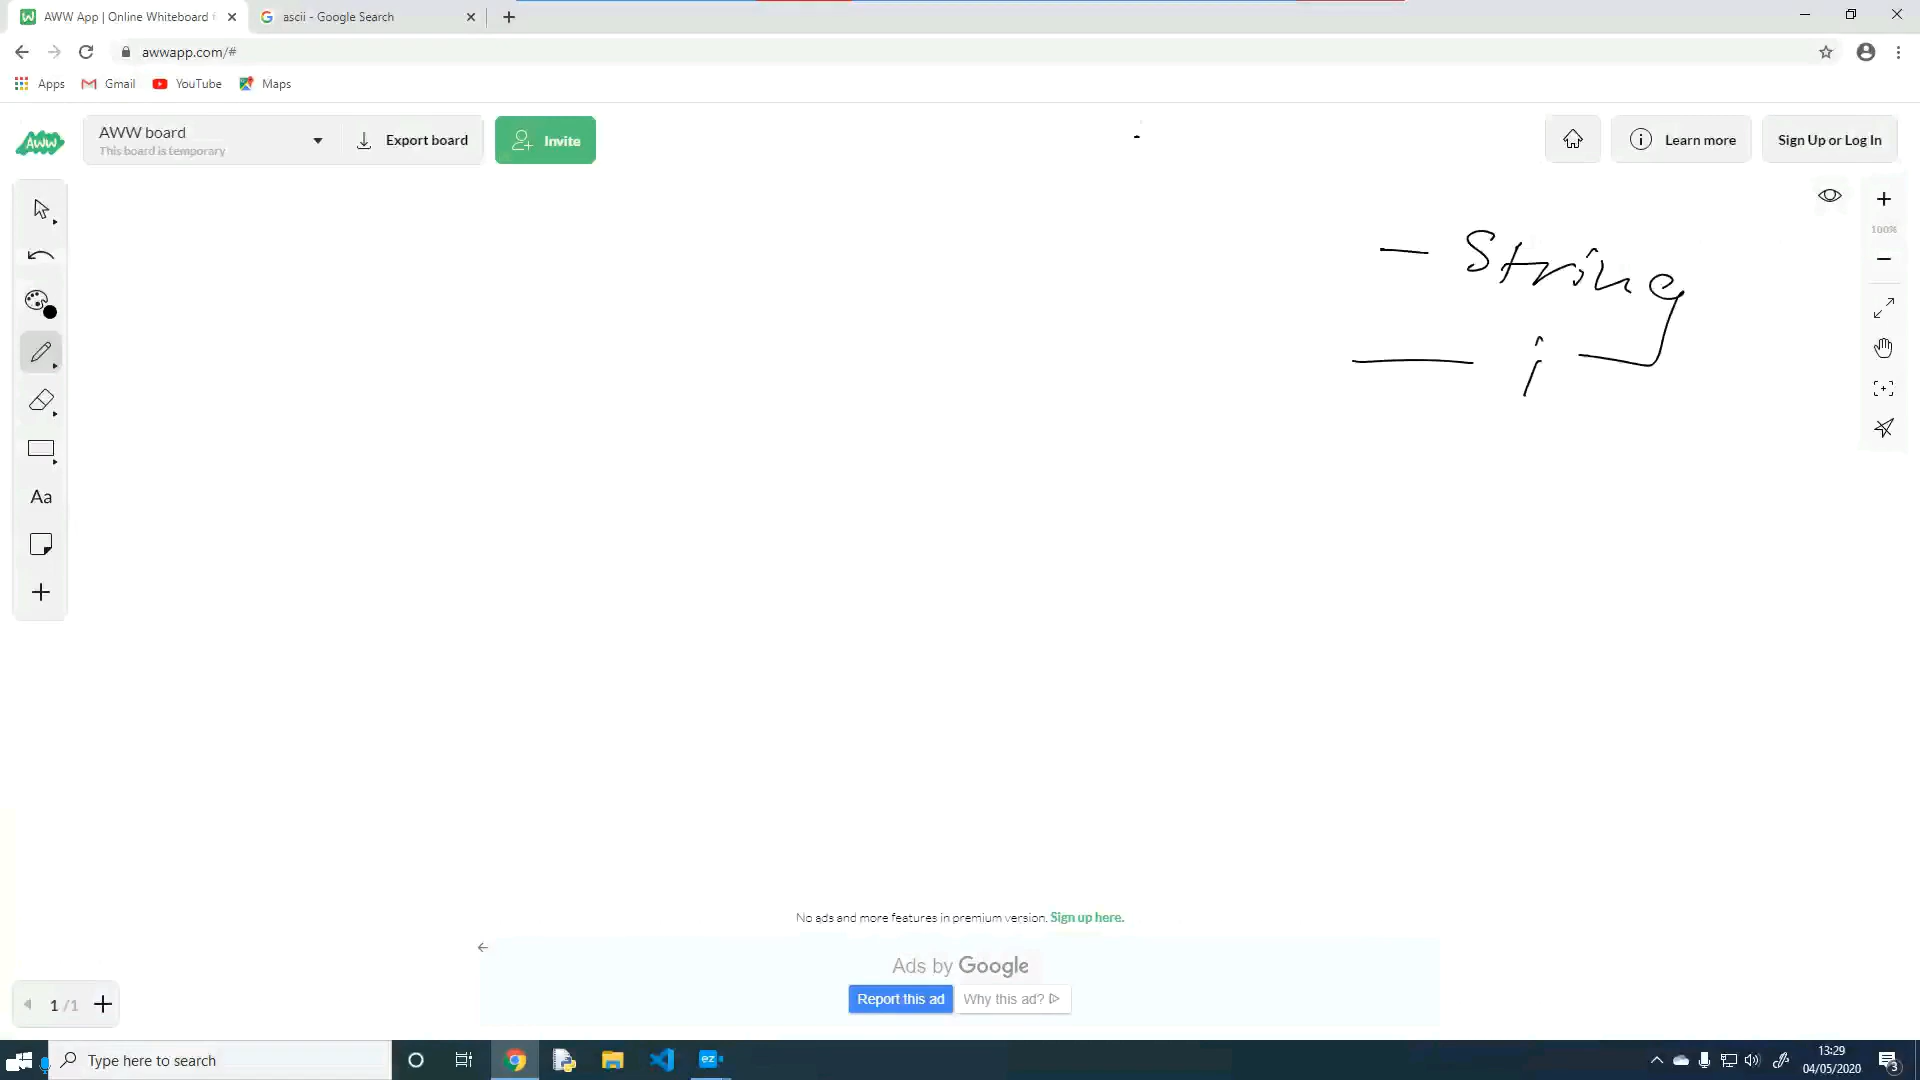 AWW App | Online Whiteboard f
ascii - Google Search
awwapp.com/#
Apps
Gmail
YouTube
Maps
AWW
AWW board
This board is temporary
Export board
Invite
Learn more
Sign Up or Log In
100%
— String
i
Aa
No ads and more features in premium version. Sign up here.
Ads by Google
Report this ad
Why this ad?
1 /1
Type here to search
ez
13:29
04/05/2020
3